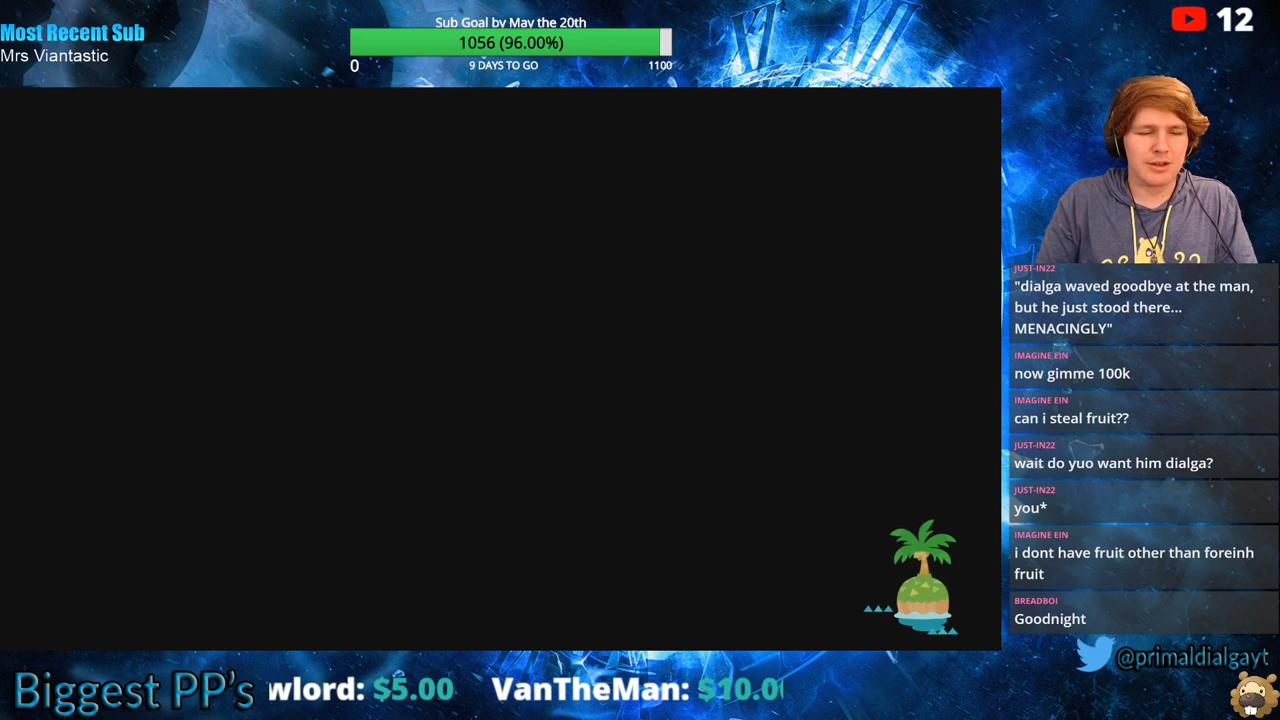 Most Recent Sub
Mrs Viantastic
Sub Goal by May the 20th
1056 (96.00%)
0
9 DAYS TO GO
1100
12
JUST-IN22
"dialga waved goodbye at the man,
but he just stood there...
MENACINGLY"
IMAGINE EIN
now gimme 100k
IMAGINE EIN
can i steal fruit??
JUST-IN22
wait do yuo want him dialga?
JUST-IN22
you*
IMAGINE EIN
i dont have fruit other than foreinh
fruit
BREADBOI
Goodnight
@primaldialgayt
Biggest PP's
wlord: $5.00 VanTheMan: $10.0